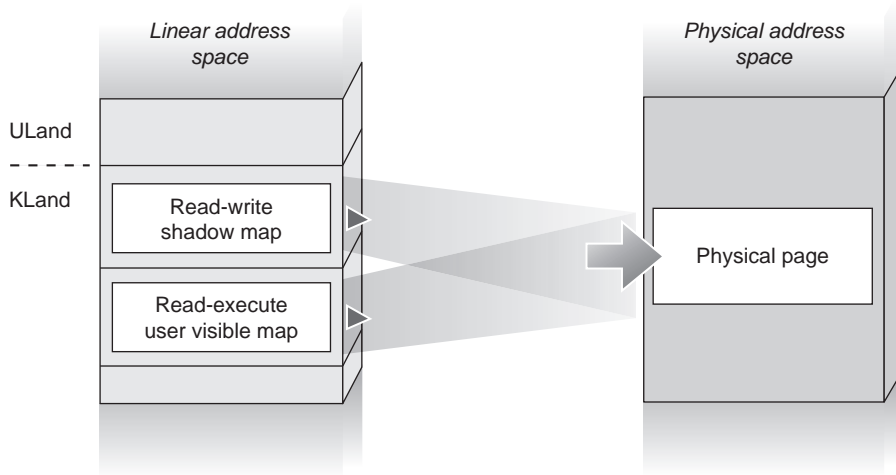 Linear address
space
Physical address
space
ULand
KLand
Read-write
shadow map
Physical page
Read-execute
user visible map